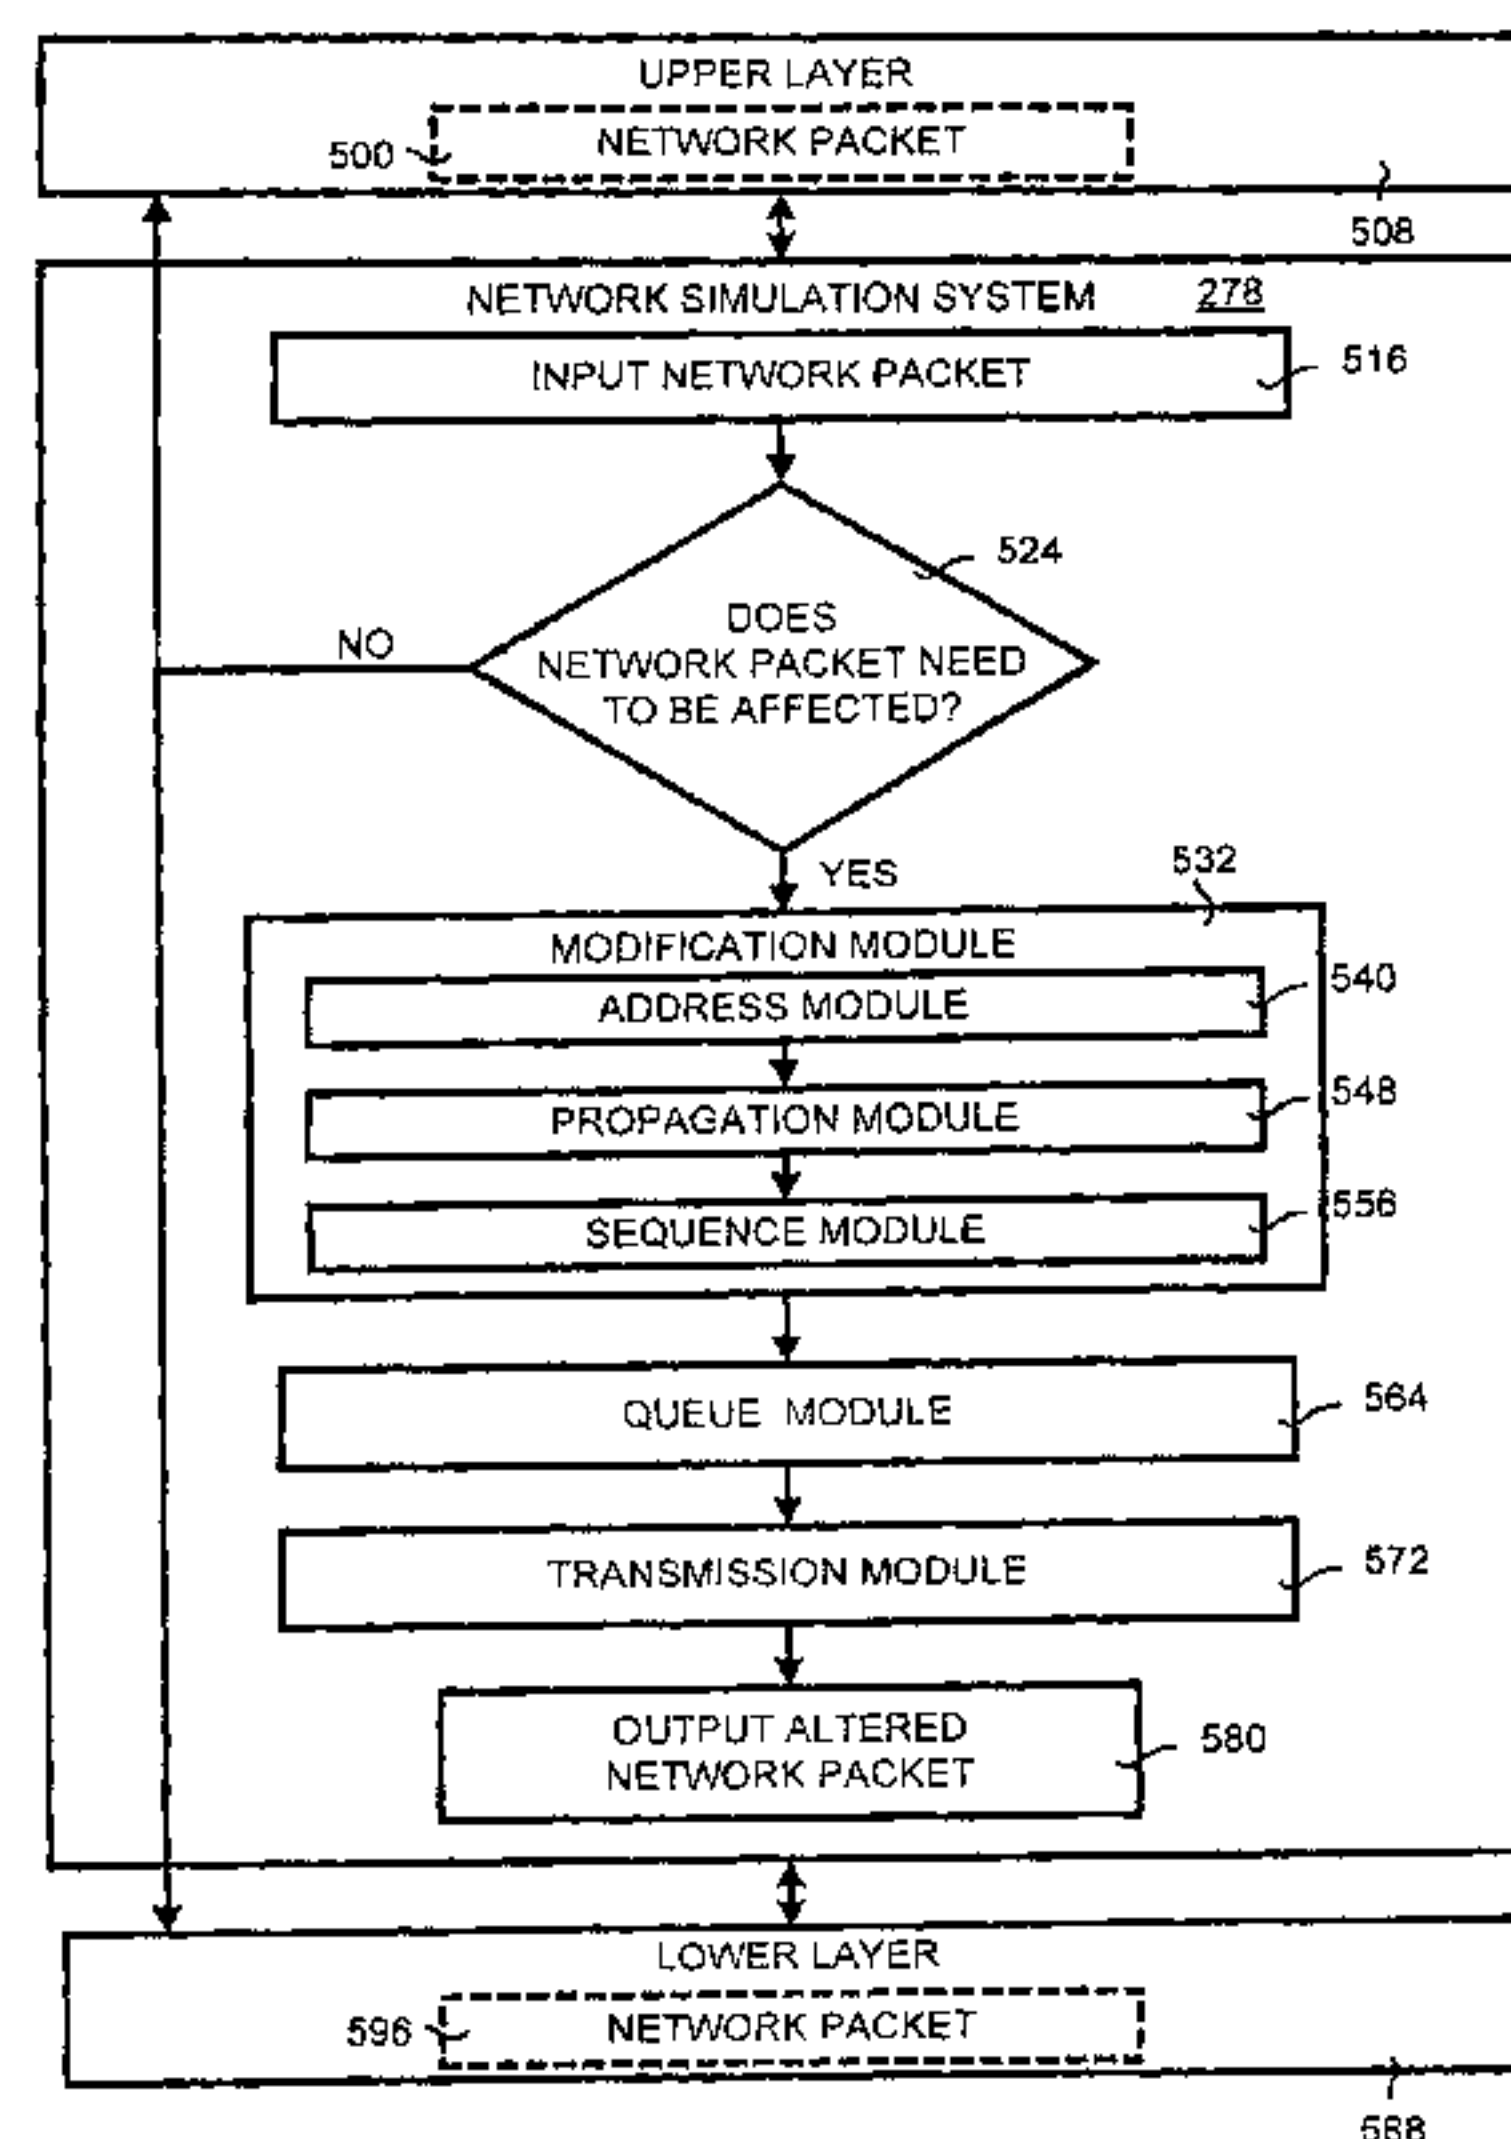 UPPER LAYER
NETWORK PACKET
500
508
NETWORK SIMULATION SYSTEM 278
INPUT NETWORK PACKET
516
524
DOES
NETWORK PACKET NEED
TO BE AFFECTED?
NO
YES
532
MODIFICATION MODULE
ADDRESS MODULE
540
PROPAGATION MODULE
548
SEQUENCE MODULE
556
QUEUE MODULE
564
TRANSMISSION MODULE
572
OUTPUT ALTERED
NETWORK PACKET
580
LOWER LAYER
NETWORK PACKET
596
588